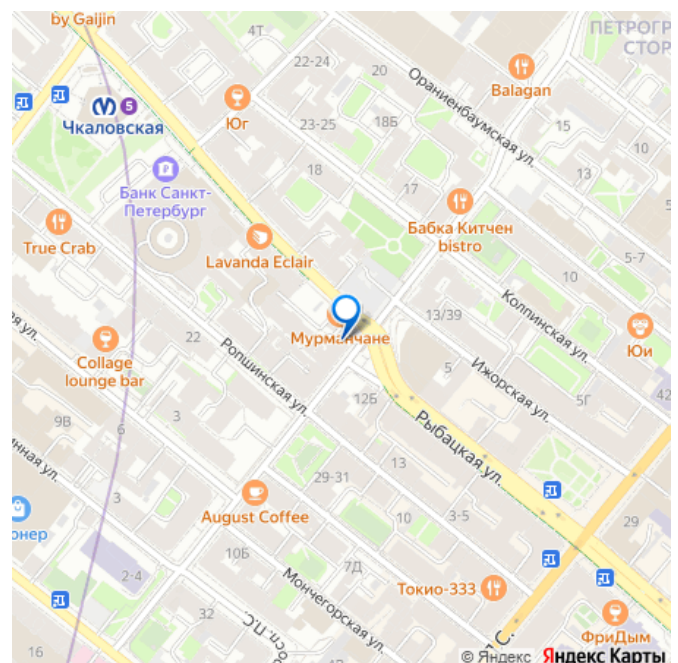 by Gaijin
4Т
ПЕТРОГР
СТОР
22-24
20
Balagan
Ораниенбаумская ул.
5
Чкаловская
Юг
23-25
18Б
15
10
13
18
17
Банк Санкт-
Петербург
Бабка Китчен
bistro
True Crab
Lavanda Eclair
5-7
10
Колпинская ул.
13/39
Мурманчане
Юи
22
Collage
lounge bar
Ропшинская ул.
5
Ижорская ул.
42
3
12Б
5Г
9В
6
Рыбацкая ул.
29-31
13
3
August Coffee
10
3-5
29
10Б
7Д
2-4
Мончегорская ул.
Токио-333
32
ФриДым
16
© Яндекс Яндекс Карты